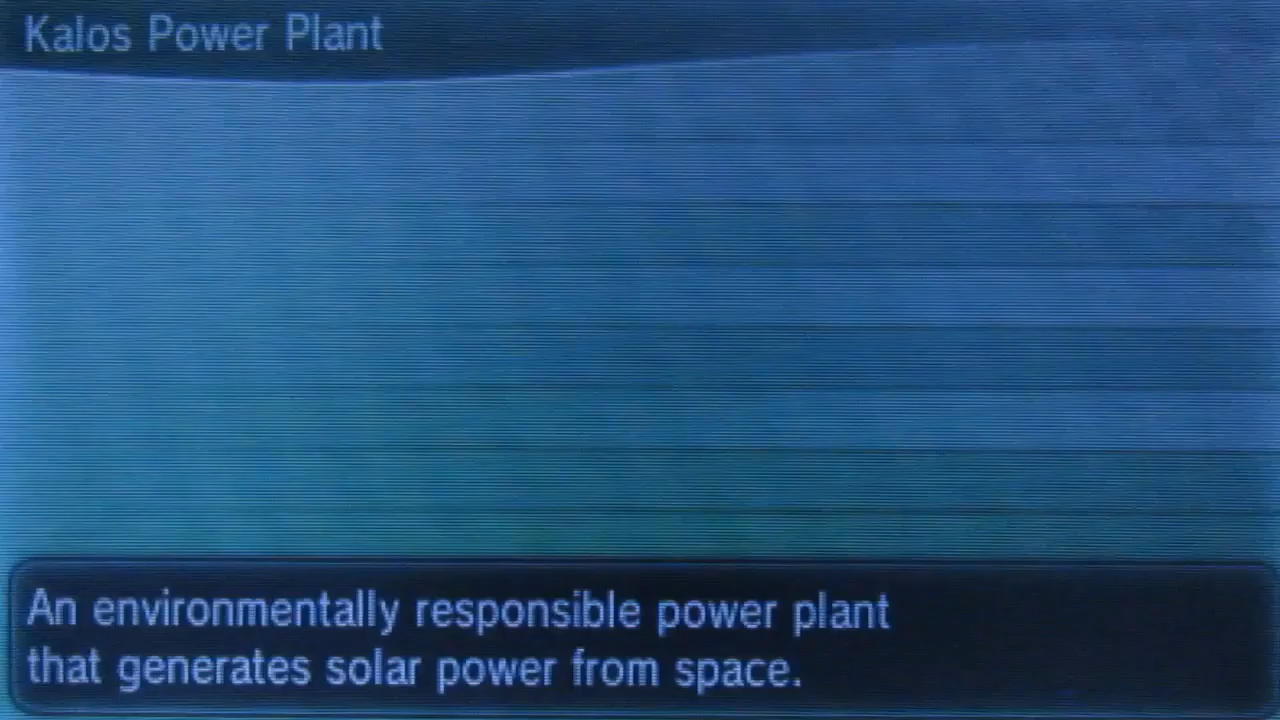 Kalos Power Plant
An environmentally responsible power plant
that generates solar power from space.